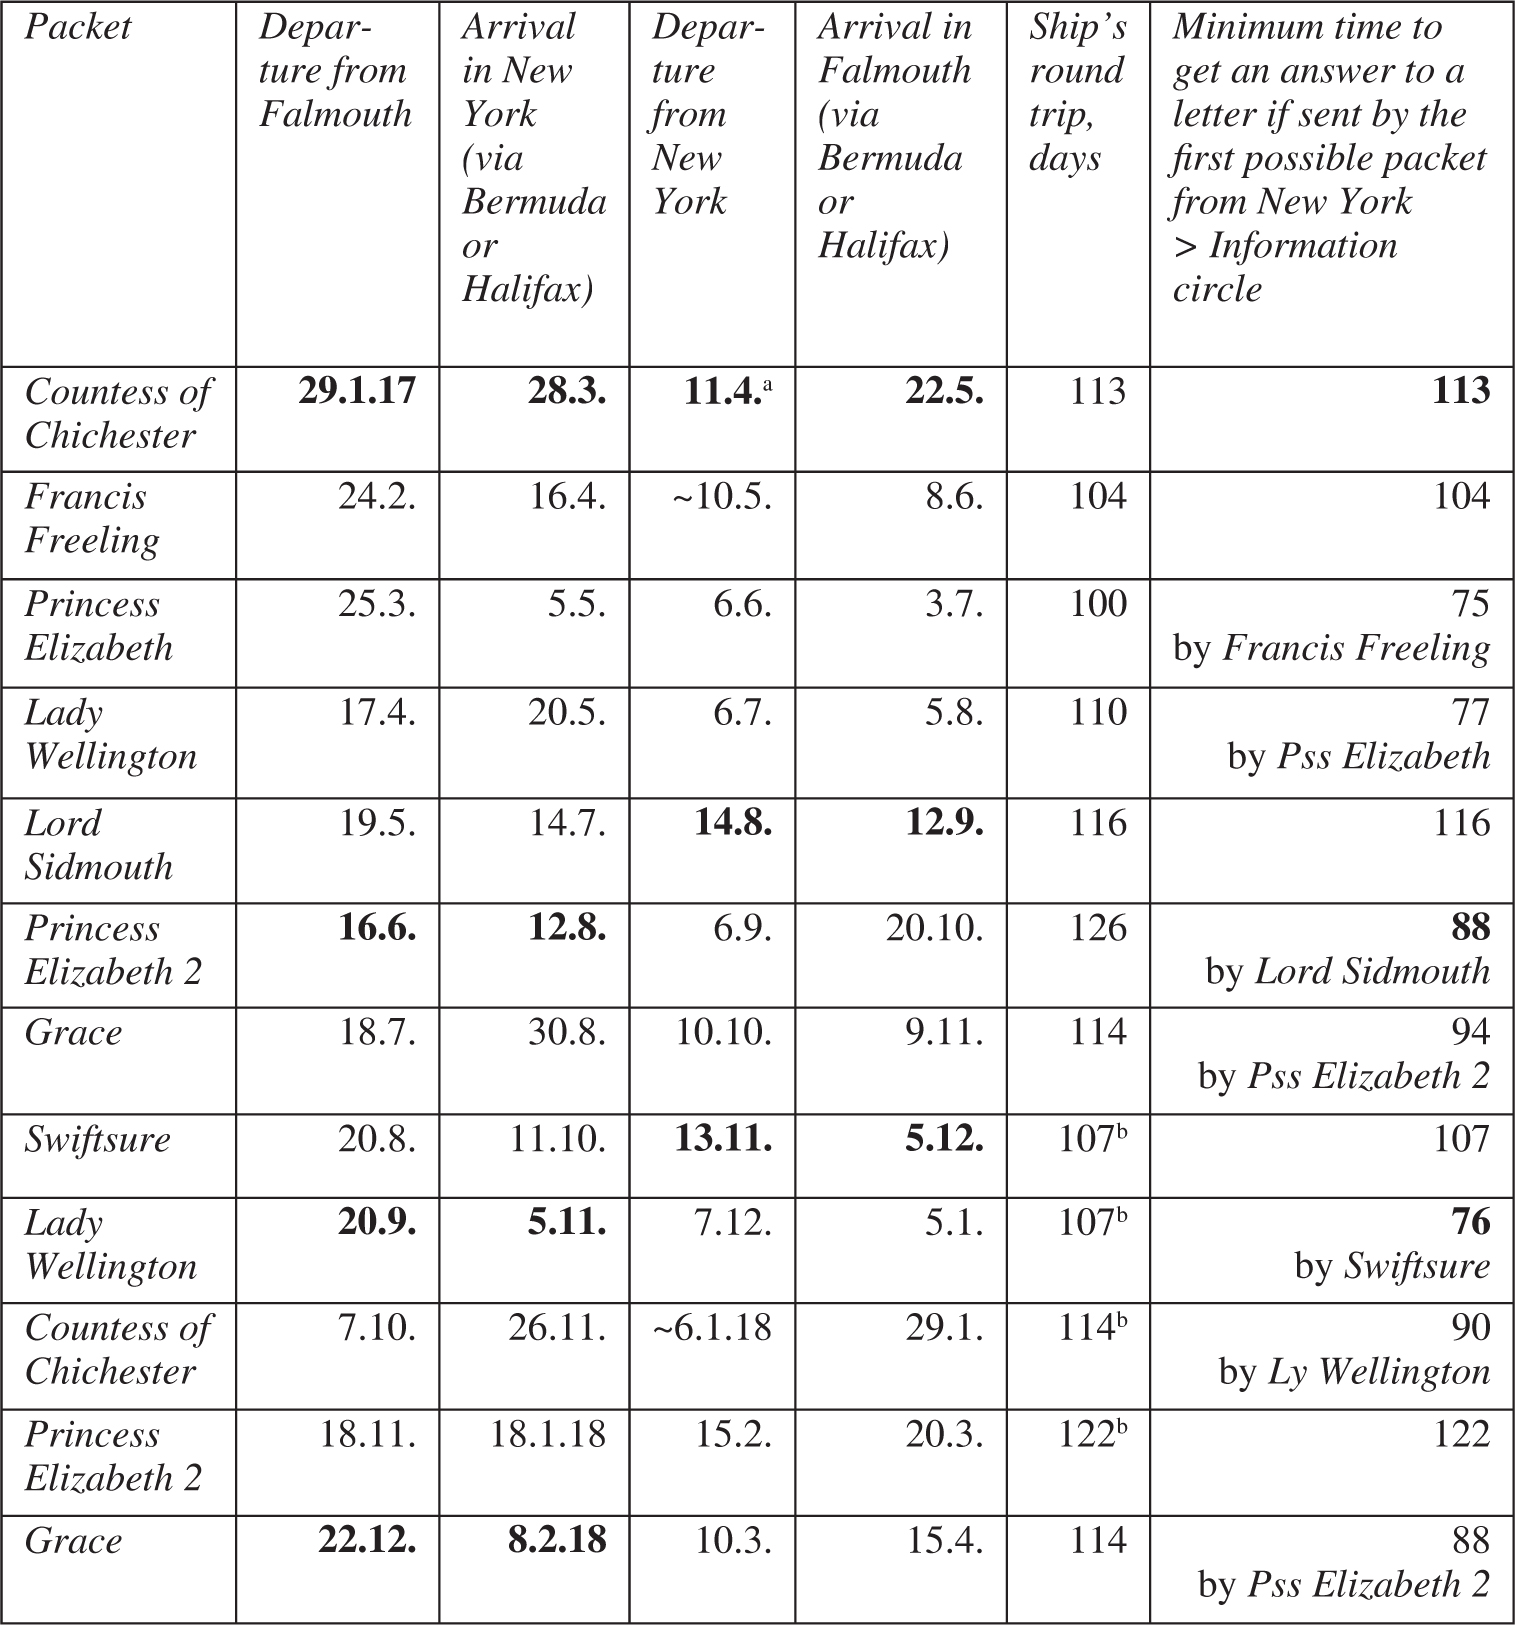 Packet
Depar-
ture from
Falmouth
Arrival
in New
York
(via
Bermuda
or
Halifax)
Depar-
ture
from
New
York
Arrival in
Falmouth
(via
Bermuda
or
Halifax)
Ship’s
round
trip,
days
Minimum time to
get an answer to a
letter if sent by the
first possible packet
from New York
> Information
circle
Countess of
Chichester
29.1.17
28.3.
11.4.a
22.5.
113
113
Francis
Freeling
24.2.
16.4.
~10.5.
8.6.
104
104
Princess
Elizabeth
25.3.
5.5.
6.6.
3.7.
100
75
by Francis Freeling
Lady
Wellington
17.4.
20.5.
6.7.
5.8.
110
77
by Pss Elizabeth
Lord
Sidmouth
19.5.
14.7.
14.8.
12.9.
116
116
Princess
Elizabeth 2
16.6.
12.8.
6.9.
20.10.
126
88
by Lord Sidmouth
Grace
18.7.
30.8.
10.10.
9.11.
114
94
by Pss Elizabeth 2
Swiftsure
20.8.
11.10.
13.11.
5.12.
107b
107
Lady
Wellington
20.9.
5.11.
7.12.
5.1.
107b
76
by Swiftsure
Countess of
Chichester
7.10.
26.11.
~6.1.18
29.1.
114b
90
by Ly Wellington
Princess
Elizabeth 2
18.11.
18.1.18
15.2.
20.3.
122b
122
Grace
22.12.
8.2.18
10.3.
15.4.
114
88
by Pss Elizabeth 2